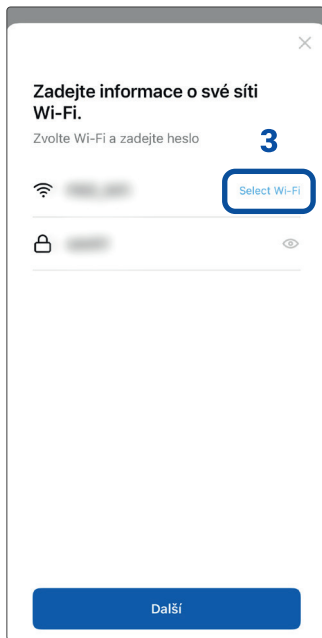 Zadejte informace o své síti
Wi-Fi.
Zvolte Wi-Fi a zadejte heslo
3
Select Wi-Fi
Další